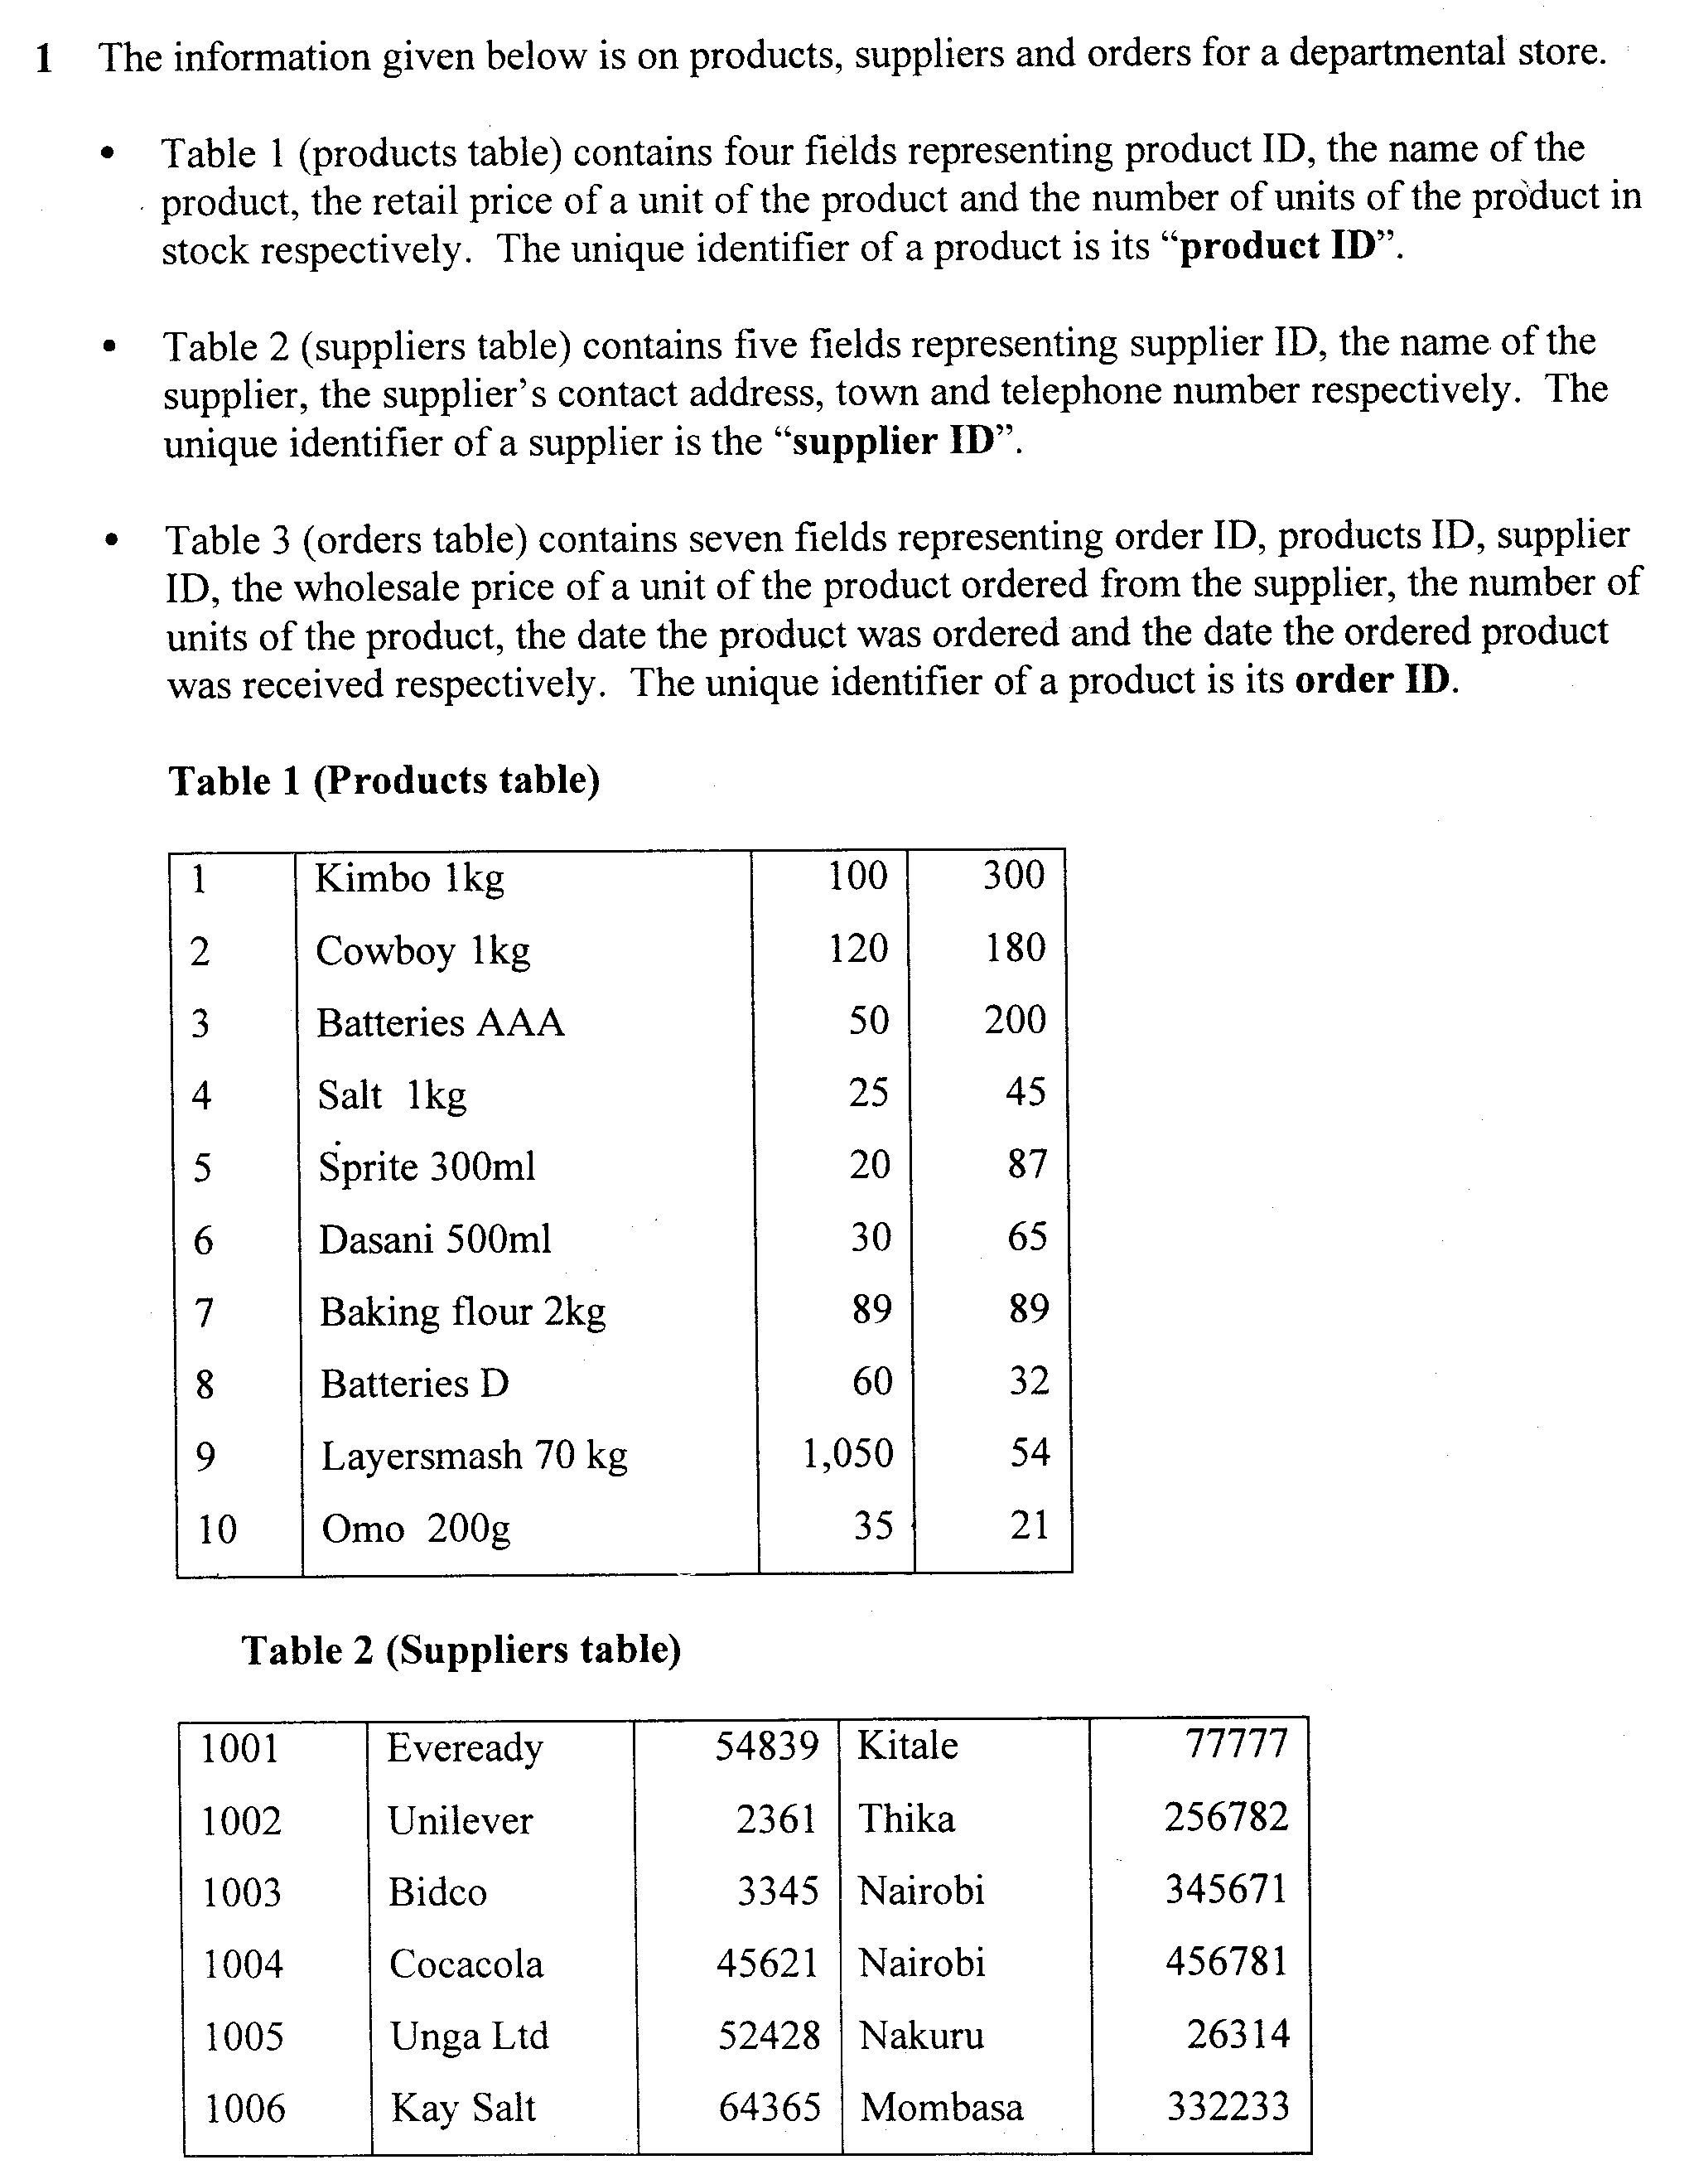 1 The information given below is on products, suppliers and orders for a departmental store.
• Table 1 (products table) contains four fields representing product ID, the name of the
product, the retail price of a unit of the product and the number of units of the product in
stock respectively. The unique identifier of a product is its “product ID”.
• Table 2 (suppliers table) contains five fields representing supplier ID, the name of the
supplier, the supplier’s contact address, town and telephone number respectively. The
unique identifier of a supplier is the “supplier ID”.
• Table 3 (orders table) contains seven fields representing order ID, products ID, supplier
ID, the wholesale price of a unit of the product ordered from the supplier, the number of
units of the product, the date the product was ordered and the date the ordered product
was received respectively. The unique identifier of a product is its order ID.
Table 1 (Products table)
1 Kimbo 1kg 100 300
2 Cowboy 1kg 120 180
3 Batteries AAA 50 200
4 Salt 1kg 25 45
5 Sprite 300ml 20 87
6 Dasani 500ml 30 65
7 Baking flour 2kg 89 89
8 Batteries D 60 32
9 Layersmash 70 kg 1,050 54
10 Omo 200g 35 21
Table 2 (Suppliers table)
1001 Eveready 54839 Kitale 77777
1002 Unilever 2361 Thika 256782
1003 Bidco 3345 Nairobi 345671
1004 Cocacola 45621 Nairobi 456781
1005 Unga Ltd 52428 Nakuru 26314
1006 Kay Salt 64365 Mombasa 332233